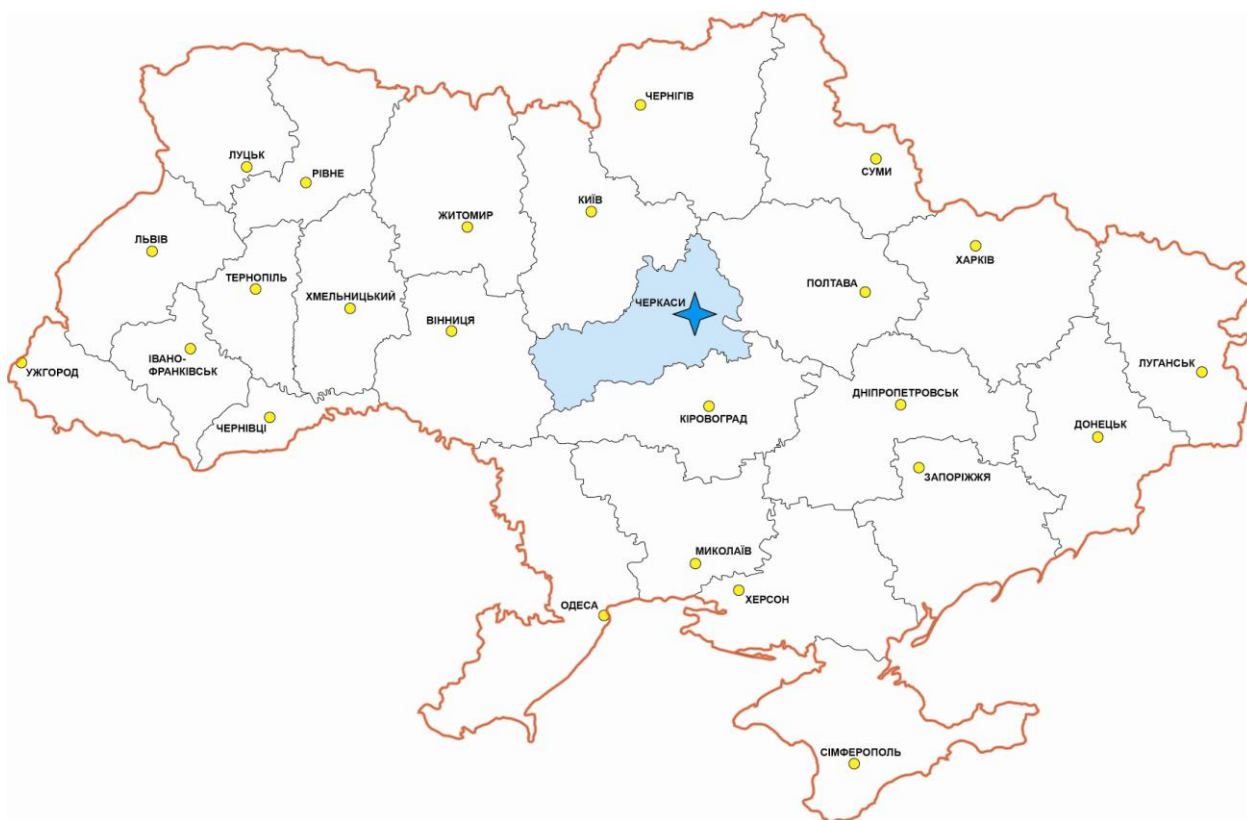 ЧЕРНІГІВ
ЛУЦЬК
РІВНЕ
СУМИ
КИЇВ
ЖИТОМИР
ЛЬВІВ
ХАРКІВ
ТЕРНОПІЛЬ
ХМЕЛЬНИЦЬКИЙ
ЧЕРКАСИ
ПОЛТАВА
ВІННИЦЯ
ІВАНО-
ФРАНКІВСЬК
УЖГОРОД
ЛУГАНСЬК
ДНІПРОПЕТРОВСЬК
ЧЕРНІВЦІ
КІРОВОГРАД
ДОНЕЦЬК
ЗАПОРІЖЖЯ
МИКОЛАЇВ
ХЕРСОН
ОДЕСА
СІМФЕРОПОЛЬ